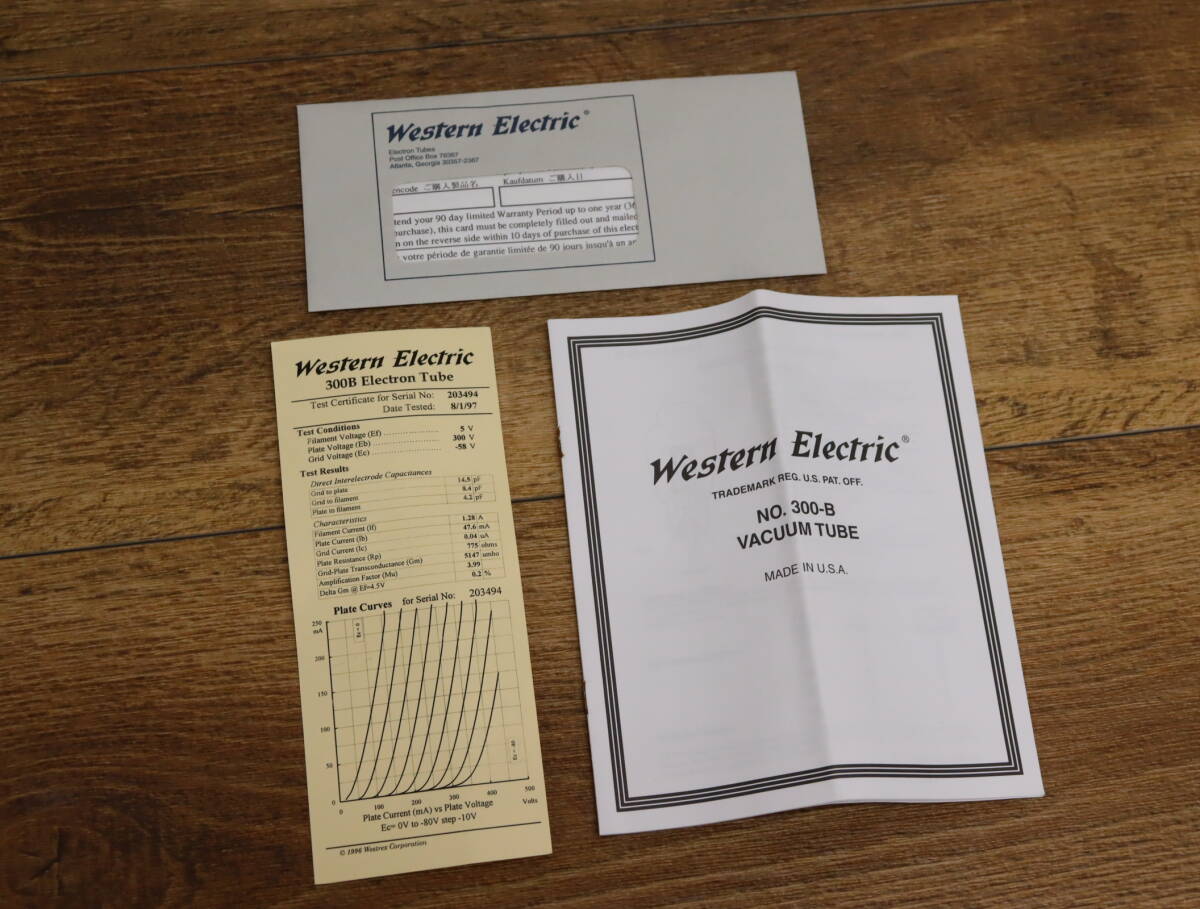 Western Electric®
Electron Tubes
Post Office Box 78367
Atlanta, Georgia 30357-2367
encode ご購入製品名
Kaufdatum ご購入日
tend your 90 day limited Warranty Period up to one year (36
purchase), this card must be completely filled out and mailed
n on the reverse side within 10 days of purchase of this elect
votre période de garantie limitée de 90 jours jusqu'à un an
Western Electric
300B Electron Tube
Test Certificate for Serial No: 203494
Date Tested: 8/1/97
Test Conditions
Filament Voltage (Ef) 5 V
Plate Voltage (Eb) 300 V
Grid Voltage (Ec) -58 V
Test Results
Direct Interelectrode Capacitances
Grid to plate 14.5 pF
Grid to filament 8.4 pF
Plate to filament 4.2 pF
Characteristics
Filament Current (If) 1.28 A
Plate Current (Ib) 47.6 mA
Grid Current (Ic) 0.04 uA
Plate Resistance (Rp) 775 ohms
Grid-Plate Transconductance (Gm) 5147 umho
Amplification Factor (Mu) 3.99
Delta Gm @ Ef=4.5V 0.2 %
Plate Curves for Serial No: 203494
250
mA
200
150
100
50
0
100 200 300 400 500
Volts
Plate Current (mA) vs Plate Voltage
Ec= 0V to -80V step -10V
© 1996 Westrex Corporation
Western Electric®
TRADEMARK REG. U.S. PAT. OFF.
NO. 300-B
VACUUM TUBE
MADE IN U.S.A.